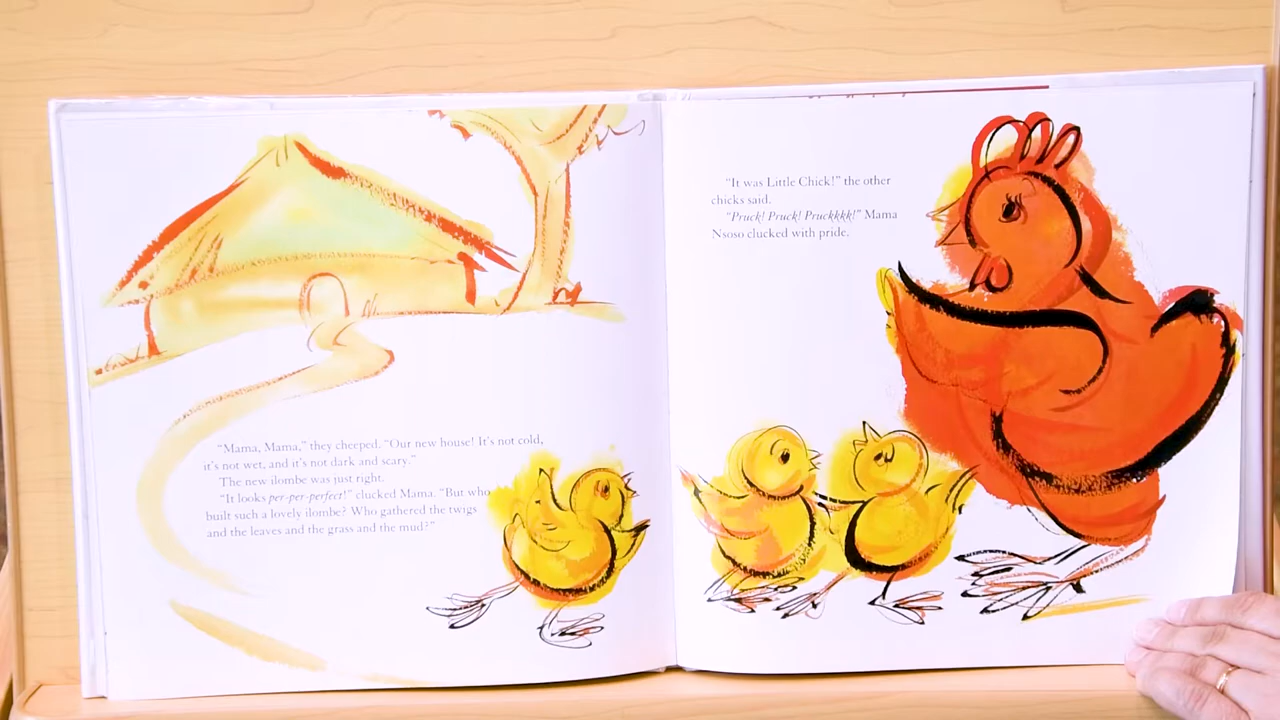 “Mama, Mama,” they cheeped. “Our new house! It’s not cold,
it’s not wet, and it’s not dark and scary.”
The new ilombe was just right.
“It looks per-per-perfect!” clucked Mama. “But who
built such a lovely ilombe? Who gathered the twigs
and the leaves and the grass and the mud?”
“It was Little Chick!” the other
chicks said.
“Pruck! Pruck! Pruckkkk!” Mama
Nsoso clucked with pride.